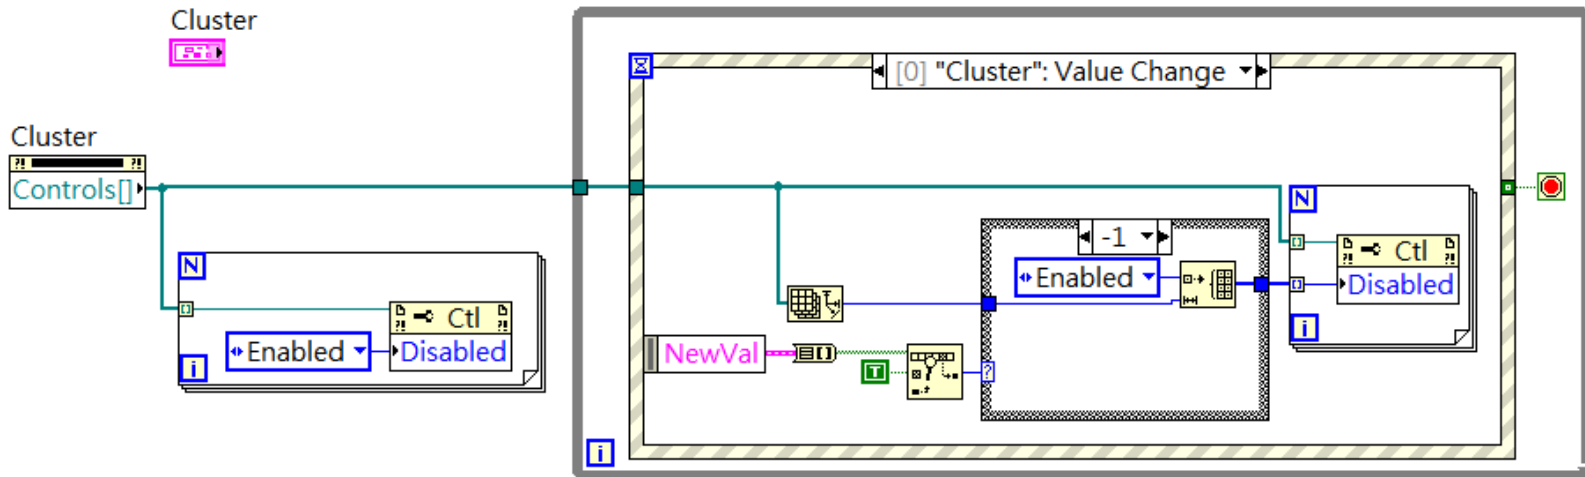 Cluster
[0] "Cluster": Value Change
Cluster
Controls[]
N
Ctl
Enabled
Disabled
i
-1
Enabled
NewVal
T
?
N
Ctl
Disabled
i
i